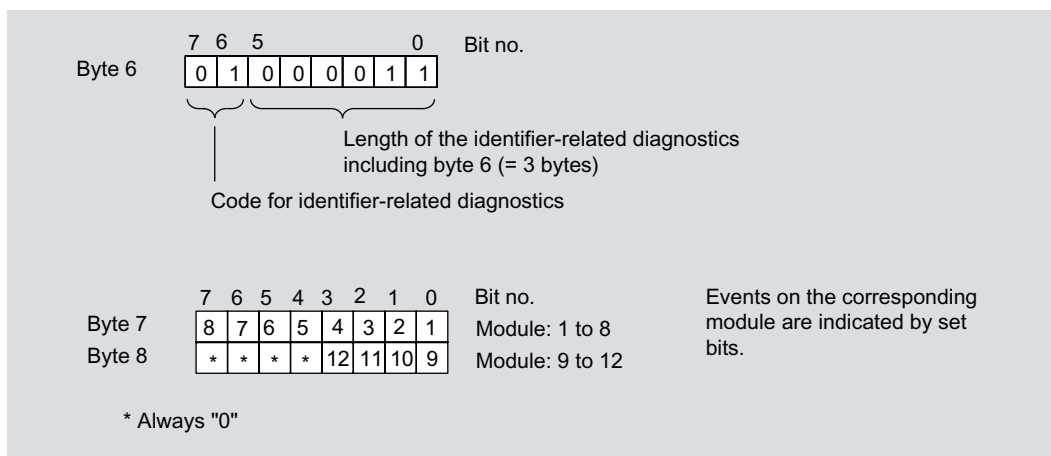 7 6 5 0 Bit no.
Byte 6 0 1 0 0 0 0 1 1
Length of the identifier-related diagnostics
including byte 6 (= 3 bytes)
Code for identifier-related diagnostics
7 6 5 4 3 2 1 0 Bit no.
Byte 7 8 7 6 5 4 3 2 1 Module: 1 to 8
Byte 8 * * * * 12 11 10 9 Module: 9 to 12
Events on the corresponding
module are indicated by set
bits.
* Always "0"